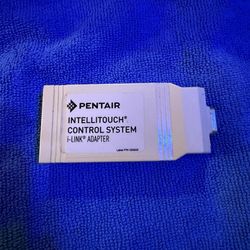 PENTAIR
INTELLITOUCH®
CONTROL SYSTEM
i-LINK® ADAPTER